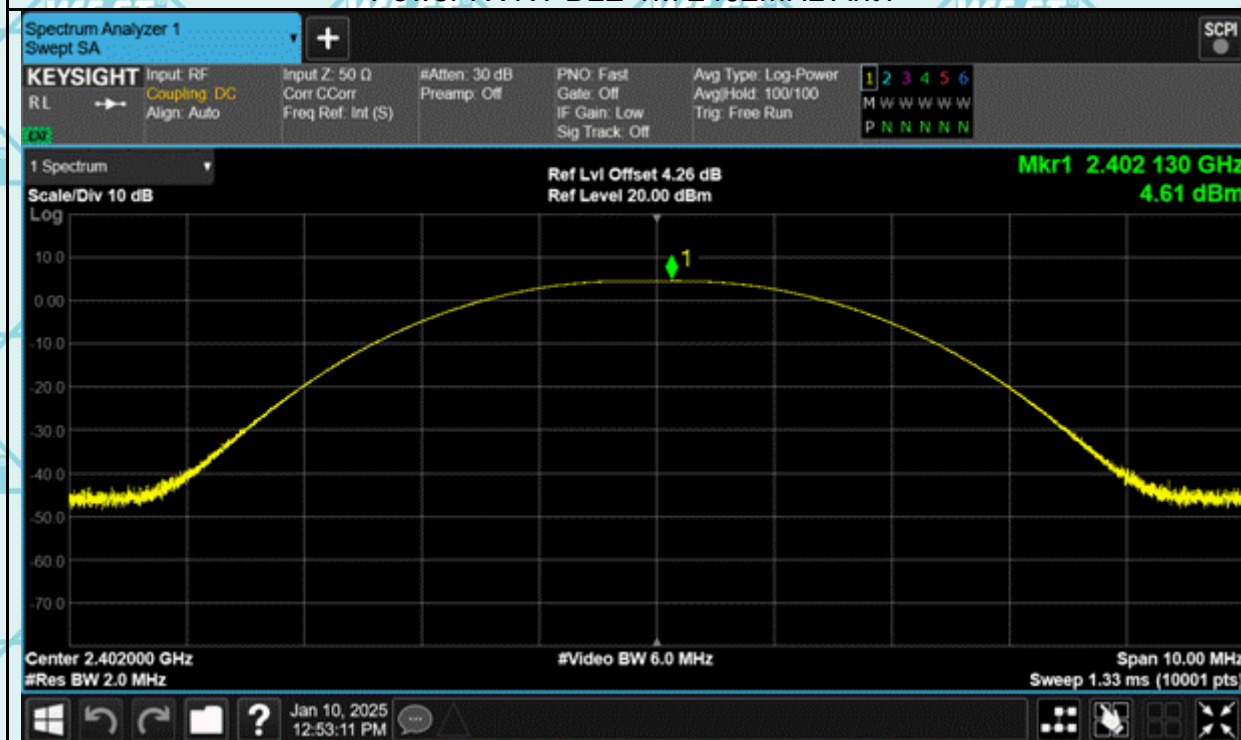 Spectrum Analyzer 1
Swept SA
+
SCPI
KEYSIGHT
RL
Input: RF
Coupling: DC
Align: Auto
Input Z: 50 Ω
Corr CCorr
Freq Ref: Int (S)
#Atten: 30 dB
Preamp: Off
PNO: Fast
Gate: Off
IF Gain: Low
Sig Track: Off
Avg Type: Log-Power
Avg|Hold: 100/100
Trig: Free Run
1 2 3 4 5 6
M W W W W W
P N N N N N
1 Spectrum
Scale/Div 10 dB
Log
Ref Lvl Offset 4.26 dB
Ref Level 20.00 dBm
Mkr1 2.402 130 GHz
4.61 dBm
1
10.0
0.00
-10.0
-20.0
-30.0
-40.0
-50.0
-60.0
-70.0
Center 2.402000 GHz
#Res BW 2.0 MHz
#Video BW 6.0 MHz
Span 10.00 MHz
Sweep 1.33 ms (10001 pts)
?
Jan 10, 2025
12:53:11 PM